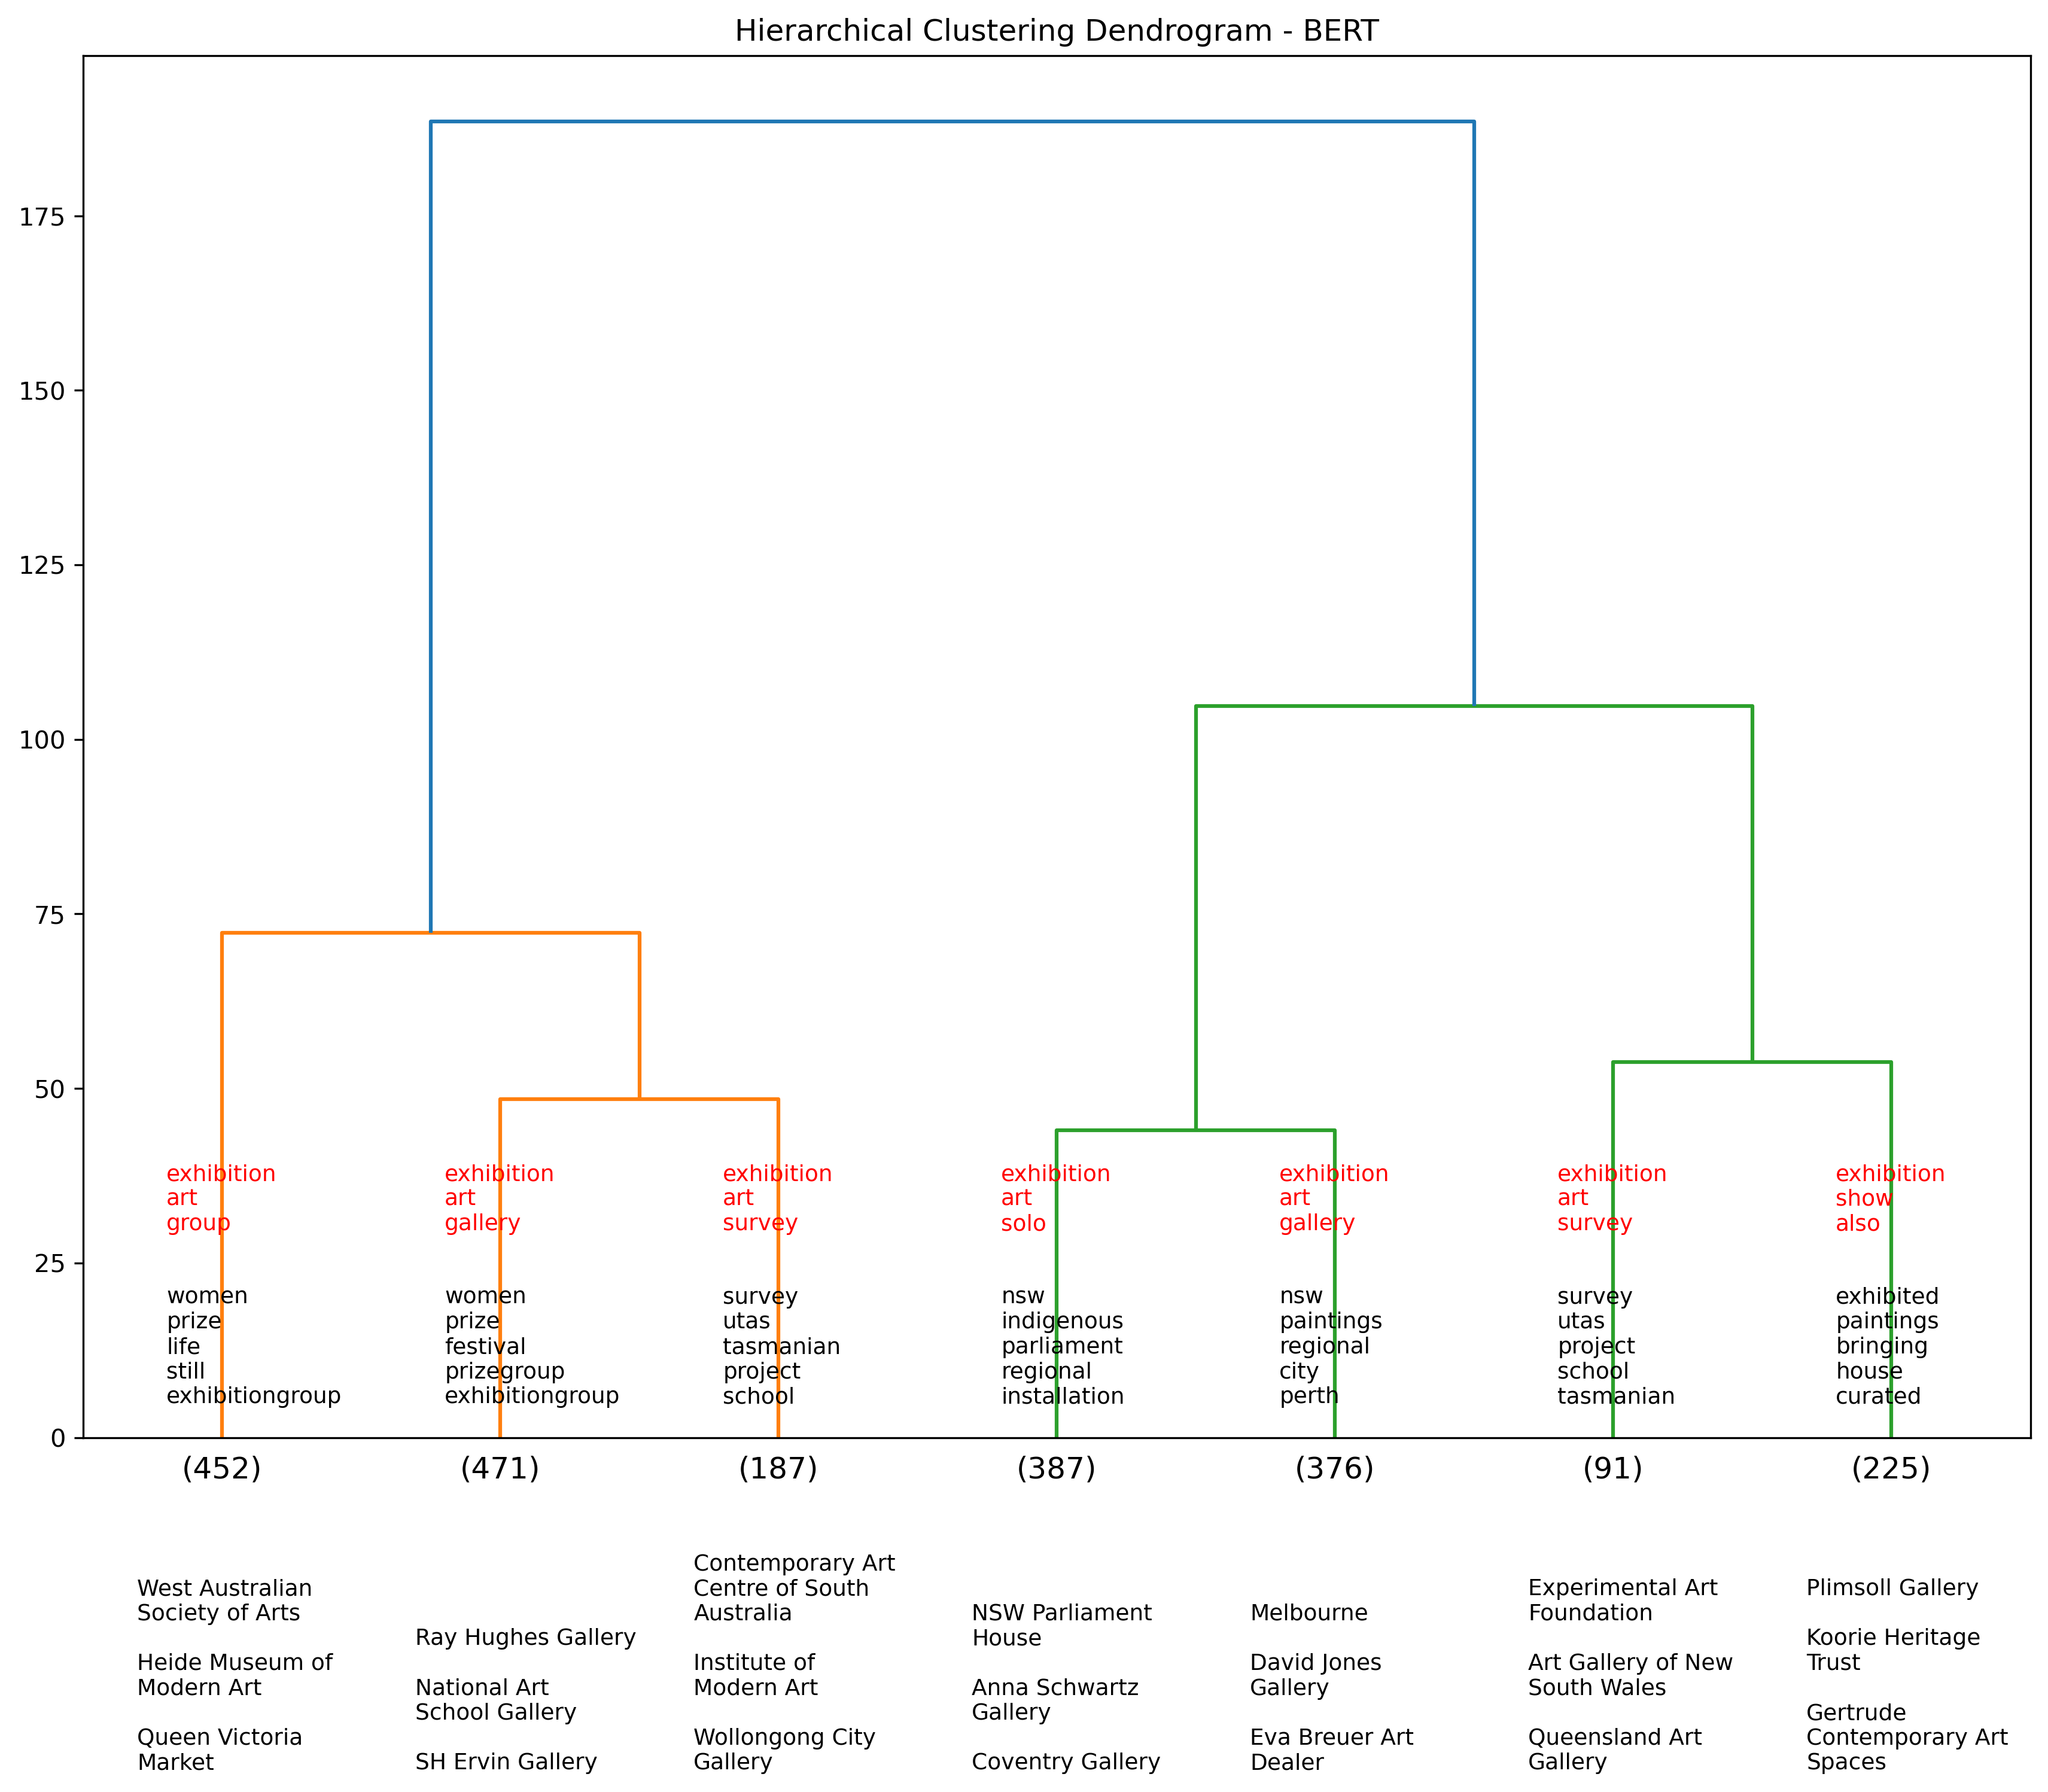 Hierarchical Clustering Dendrogram - BERT
175
150
125
100
75
50
25
0
exhibition
art
group
exhibition
art
gallery
exhibition
art
survey
exhibition
art
solo
exhibition
art
gallery
exhibition
art
survey
exhibition
show
also
women
prize
life
still
exhibitiongroup
women
prize
festival
prizegroup
exhibitiongroup
survey
utas
tasmanian
project
school
nsw
indigenous
parliament
regional
installation
nsw
paintings
regional
city
perth
survey
utas
project
school
tasmanian
exhibited
paintings
bringing
house
curated
(452)
(471)
(187)
(387)
(376)
(91)
(225)
West Australian
Society of Arts
Heide Museum of
Modern Art
Queen Victoria
Market
Ray Hughes Gallery
National Art
School Gallery
SH Ervin Gallery
Contemporary Art
Centre of South
Australia
Institute of
Modern Art
Wollongong City
Gallery
NSW Parliament
House
Anna Schwartz
Gallery
Coventry Gallery
Melbourne
David Jones
Gallery
Eva Breuer Art
Dealer
Experimental Art
Foundation
Art Gallery of New
South Wales
Queensland Art
Gallery
Plimsoll Gallery
Koorie Heritage
Trust
Gertrude
Contemporary Art
Spaces